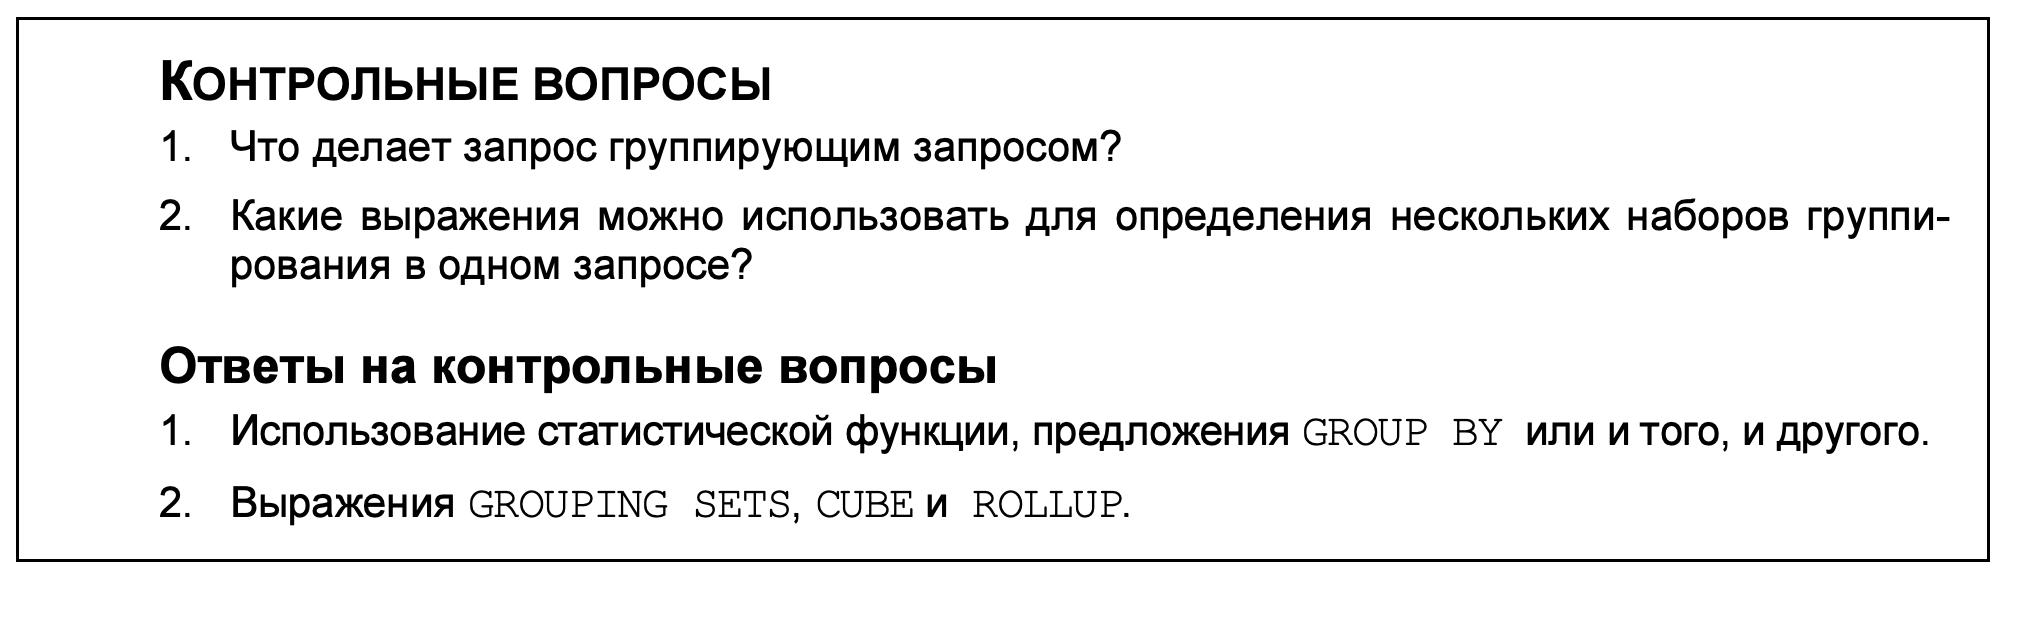 КОНТРОЛЬНЫЕ ВОПРОСЫ
1. Что делает запрос группирующим запросом?
2. Какие выражения можно использовать для определения нескольких наборов группи-
рования в одном запросе?
Ответы на контрольные вопросы
1. Использование статистической функции, предложения GROUP BY или и того, и другого.
2. Выражения GROUPING SETS, CUBE и ROLLUP.